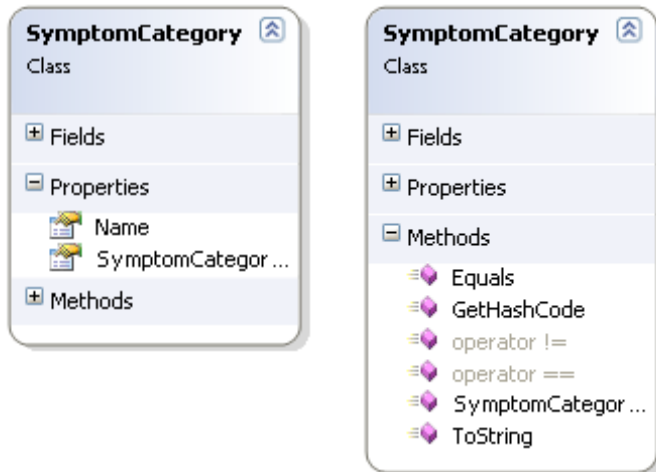 SymptomCategory
Class
Fields
Properties
Name
SymptomCategor...
Methods
SymptomCategory
Class
Fields
Properties
Methods
Equals
GetHashCode
operator !=
operator ==
SymptomCategor...
ToString